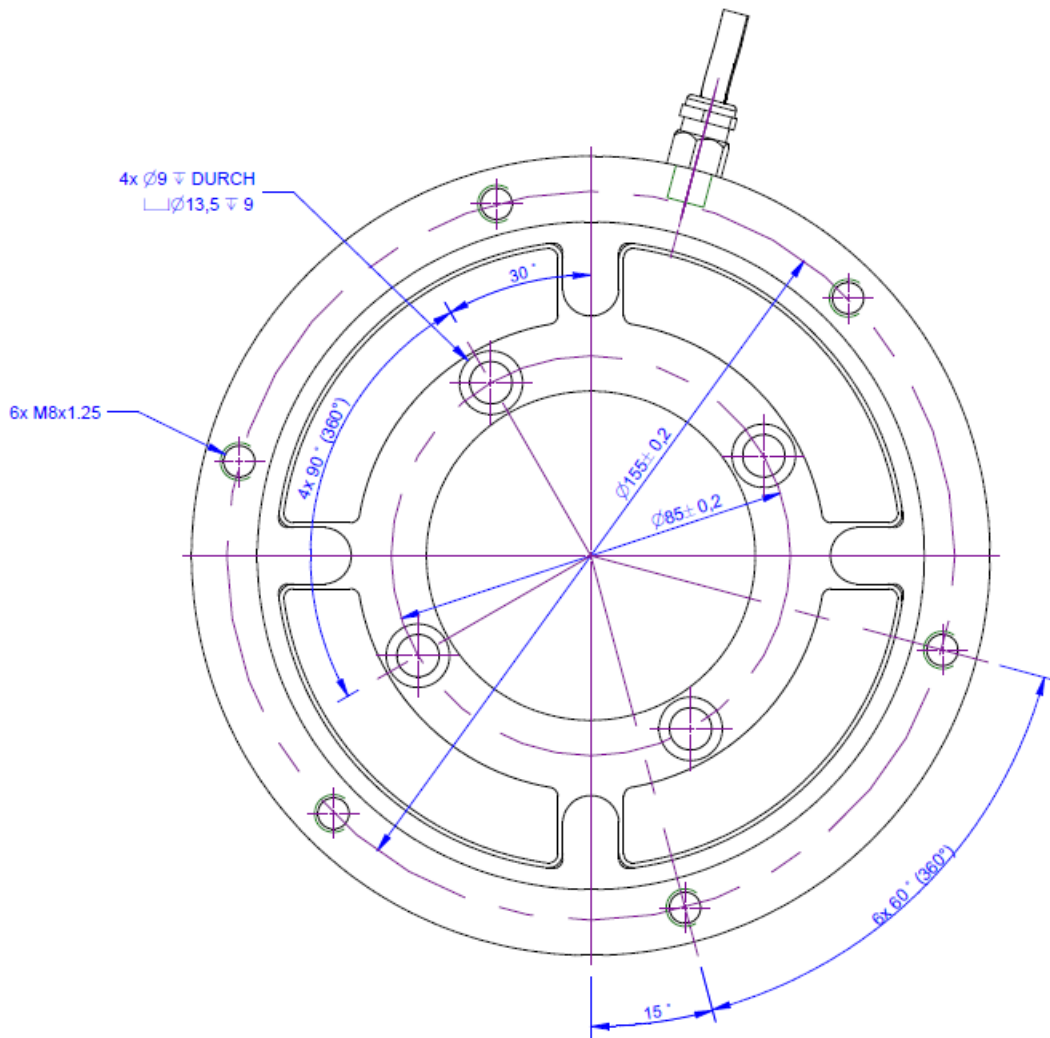 4x Ø9 ↧ DURCH
⌴Ø13,5 ↧ 9
30°
6x M8x1.25
4x 90° (360°)
Ø155± 0,2
Ø85± 0,2
6x 60° (360°)
15°